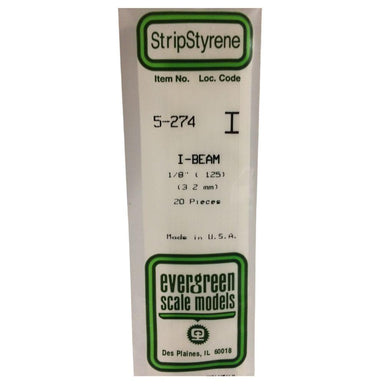 StripStyrene
Item No. Loc. Code
5-274 I
I-BEAM
1/8" ( 125)
(3 2 mm)
20 Pieces
Made in U.S.A.
evergreen
scale models
Des Plaines, IL 60018